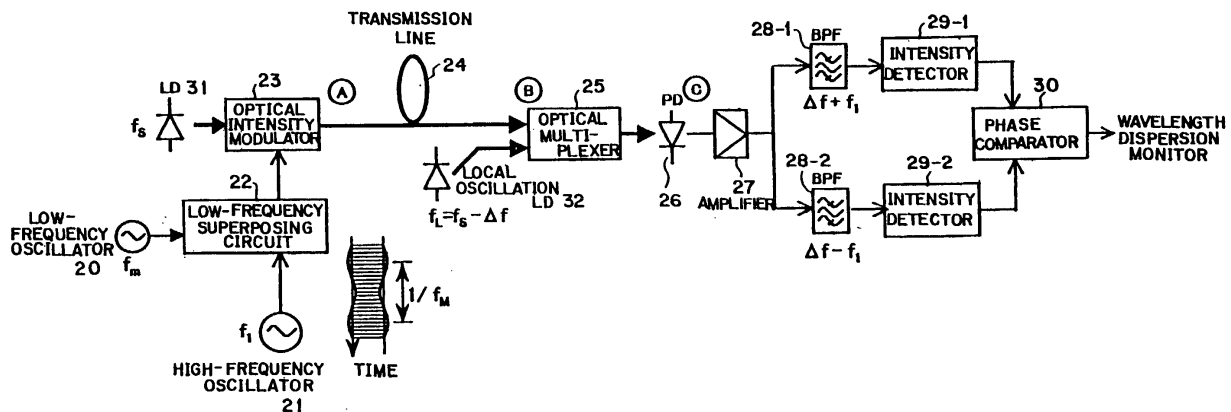 TRANSMISSION
LINE
24
LD 31
fs
23
OPTICAL
INTENSITY
MODULATOR
A
B
25
OPTICAL
MULTI-
PLEXER
LOCAL
OSCILLATION
LD 32
fL=fs-Δf
PD
C
26
27
AMPLIFIER
28-1
BPF
Δf+f1
28-2
BPF
Δf-f1
29-1
INTENSITY
DETECTOR
29-2
INTENSITY
DETECTOR
30
PHASE
COMPARATOR
WAVELENGTH
DISPERSION
MONITOR
22
LOW-FREQUENCY
SUPERPOSING
CIRCUIT
LOW-
FREQUENCY
OSCILLATOR
20
fm
1/fM
TIME
f1
HIGH-FREQUENCY
OSCILLATOR
21